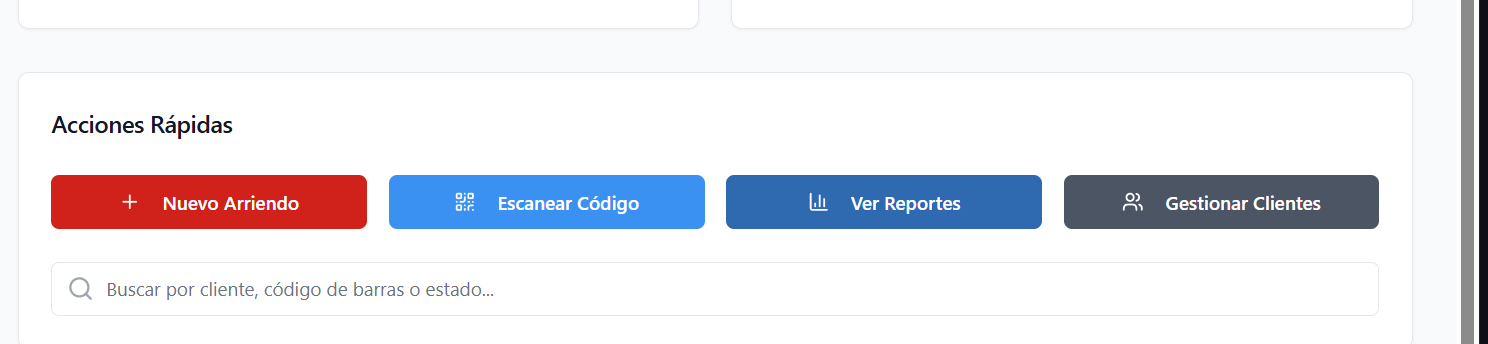 Acciones Rápidas
Nuevo Arriendo
Escanear Código
Ver Reportes
Gestionar Clientes
Buscar por cliente, código de barras o estado...